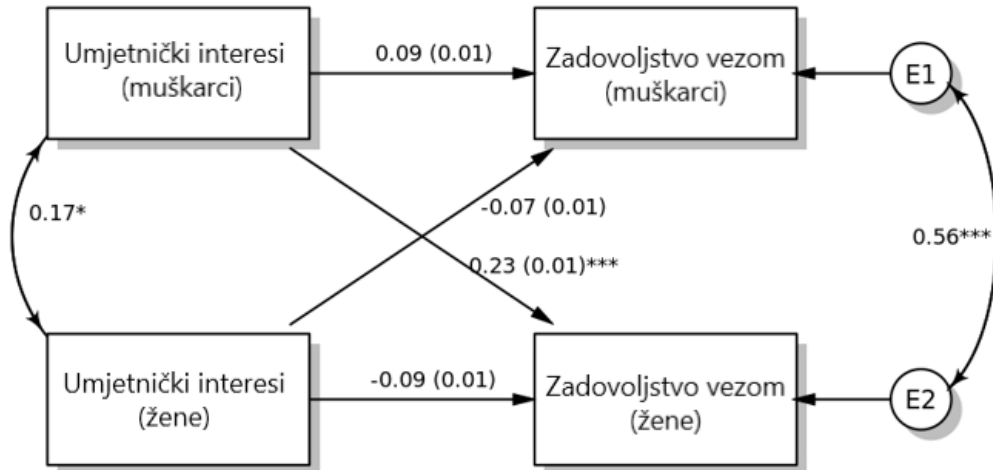 Umjetnički interesi
(muškarci)
0.09 (0.01)
Zadovoljstvo vezom
(muškarci)
E1
0.17*
-0.07 (0.01)
0.23 (0.01)***
0.56***
Umjetnički interesi
(žene)
-0.09 (0.01)
Zadovoljstvo vezom
(žene)
E2